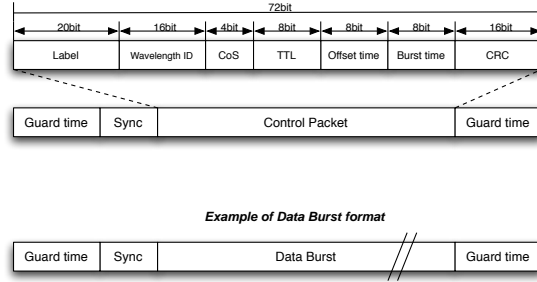 72bit
20bit 16bit 4bit 8bit 8bit 8bit 16bit
Label Wavelength ID CoS TTL Offset time Burst time CRC
Guard time Sync Control Packet Guard time
Example of Data Burst format
Guard time Sync Data Burst Guard time